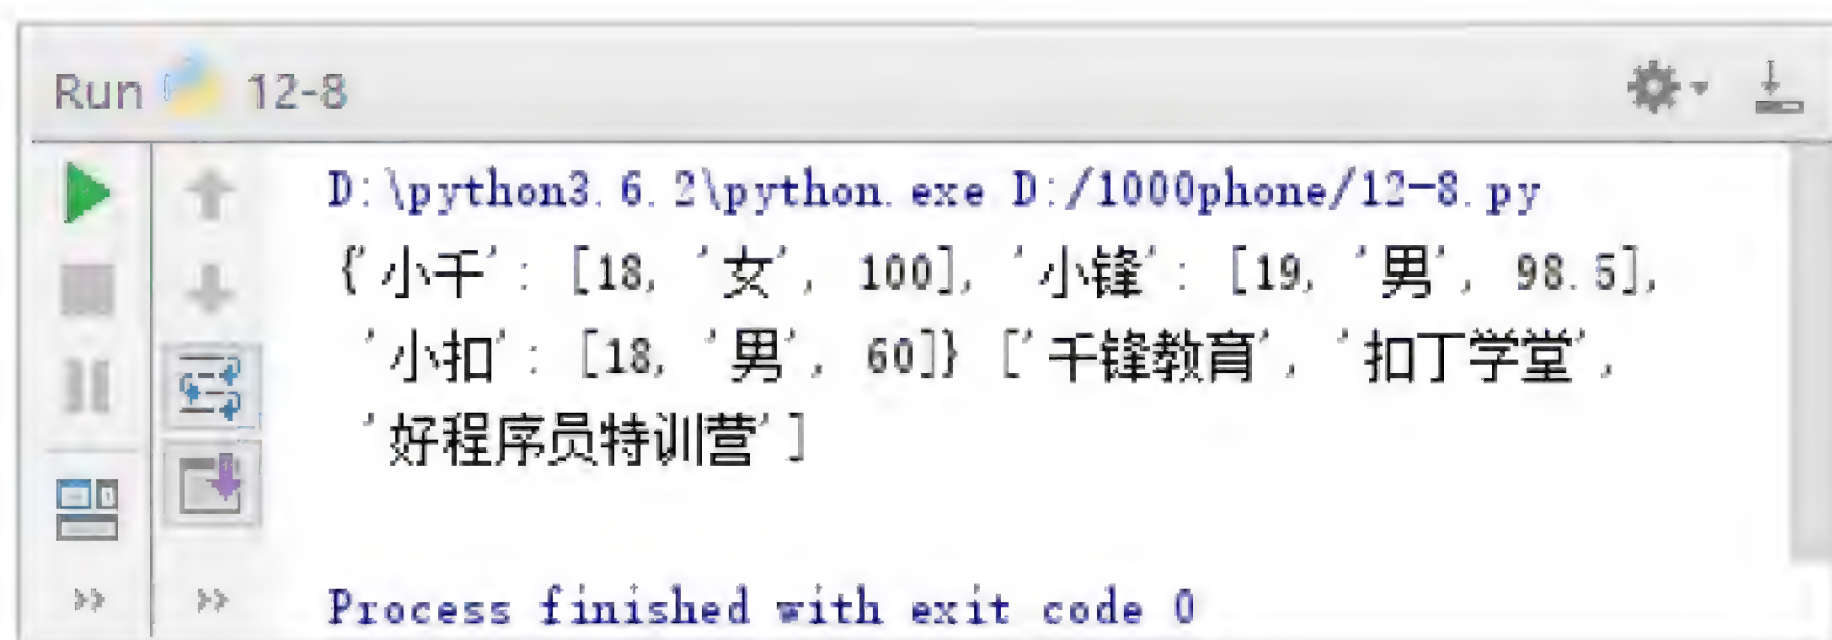 Run 12-8
D:\python3.6.2\python.exe D:/1000phone/12-8.py
{'小千': [18, '女', 100], '小锋': [19, '男', 98.5],
'小扣': [18, '男', 60]} ['千锋教育', '扣丁学堂',
'好程序员特训营']
Process finished with exit code 0